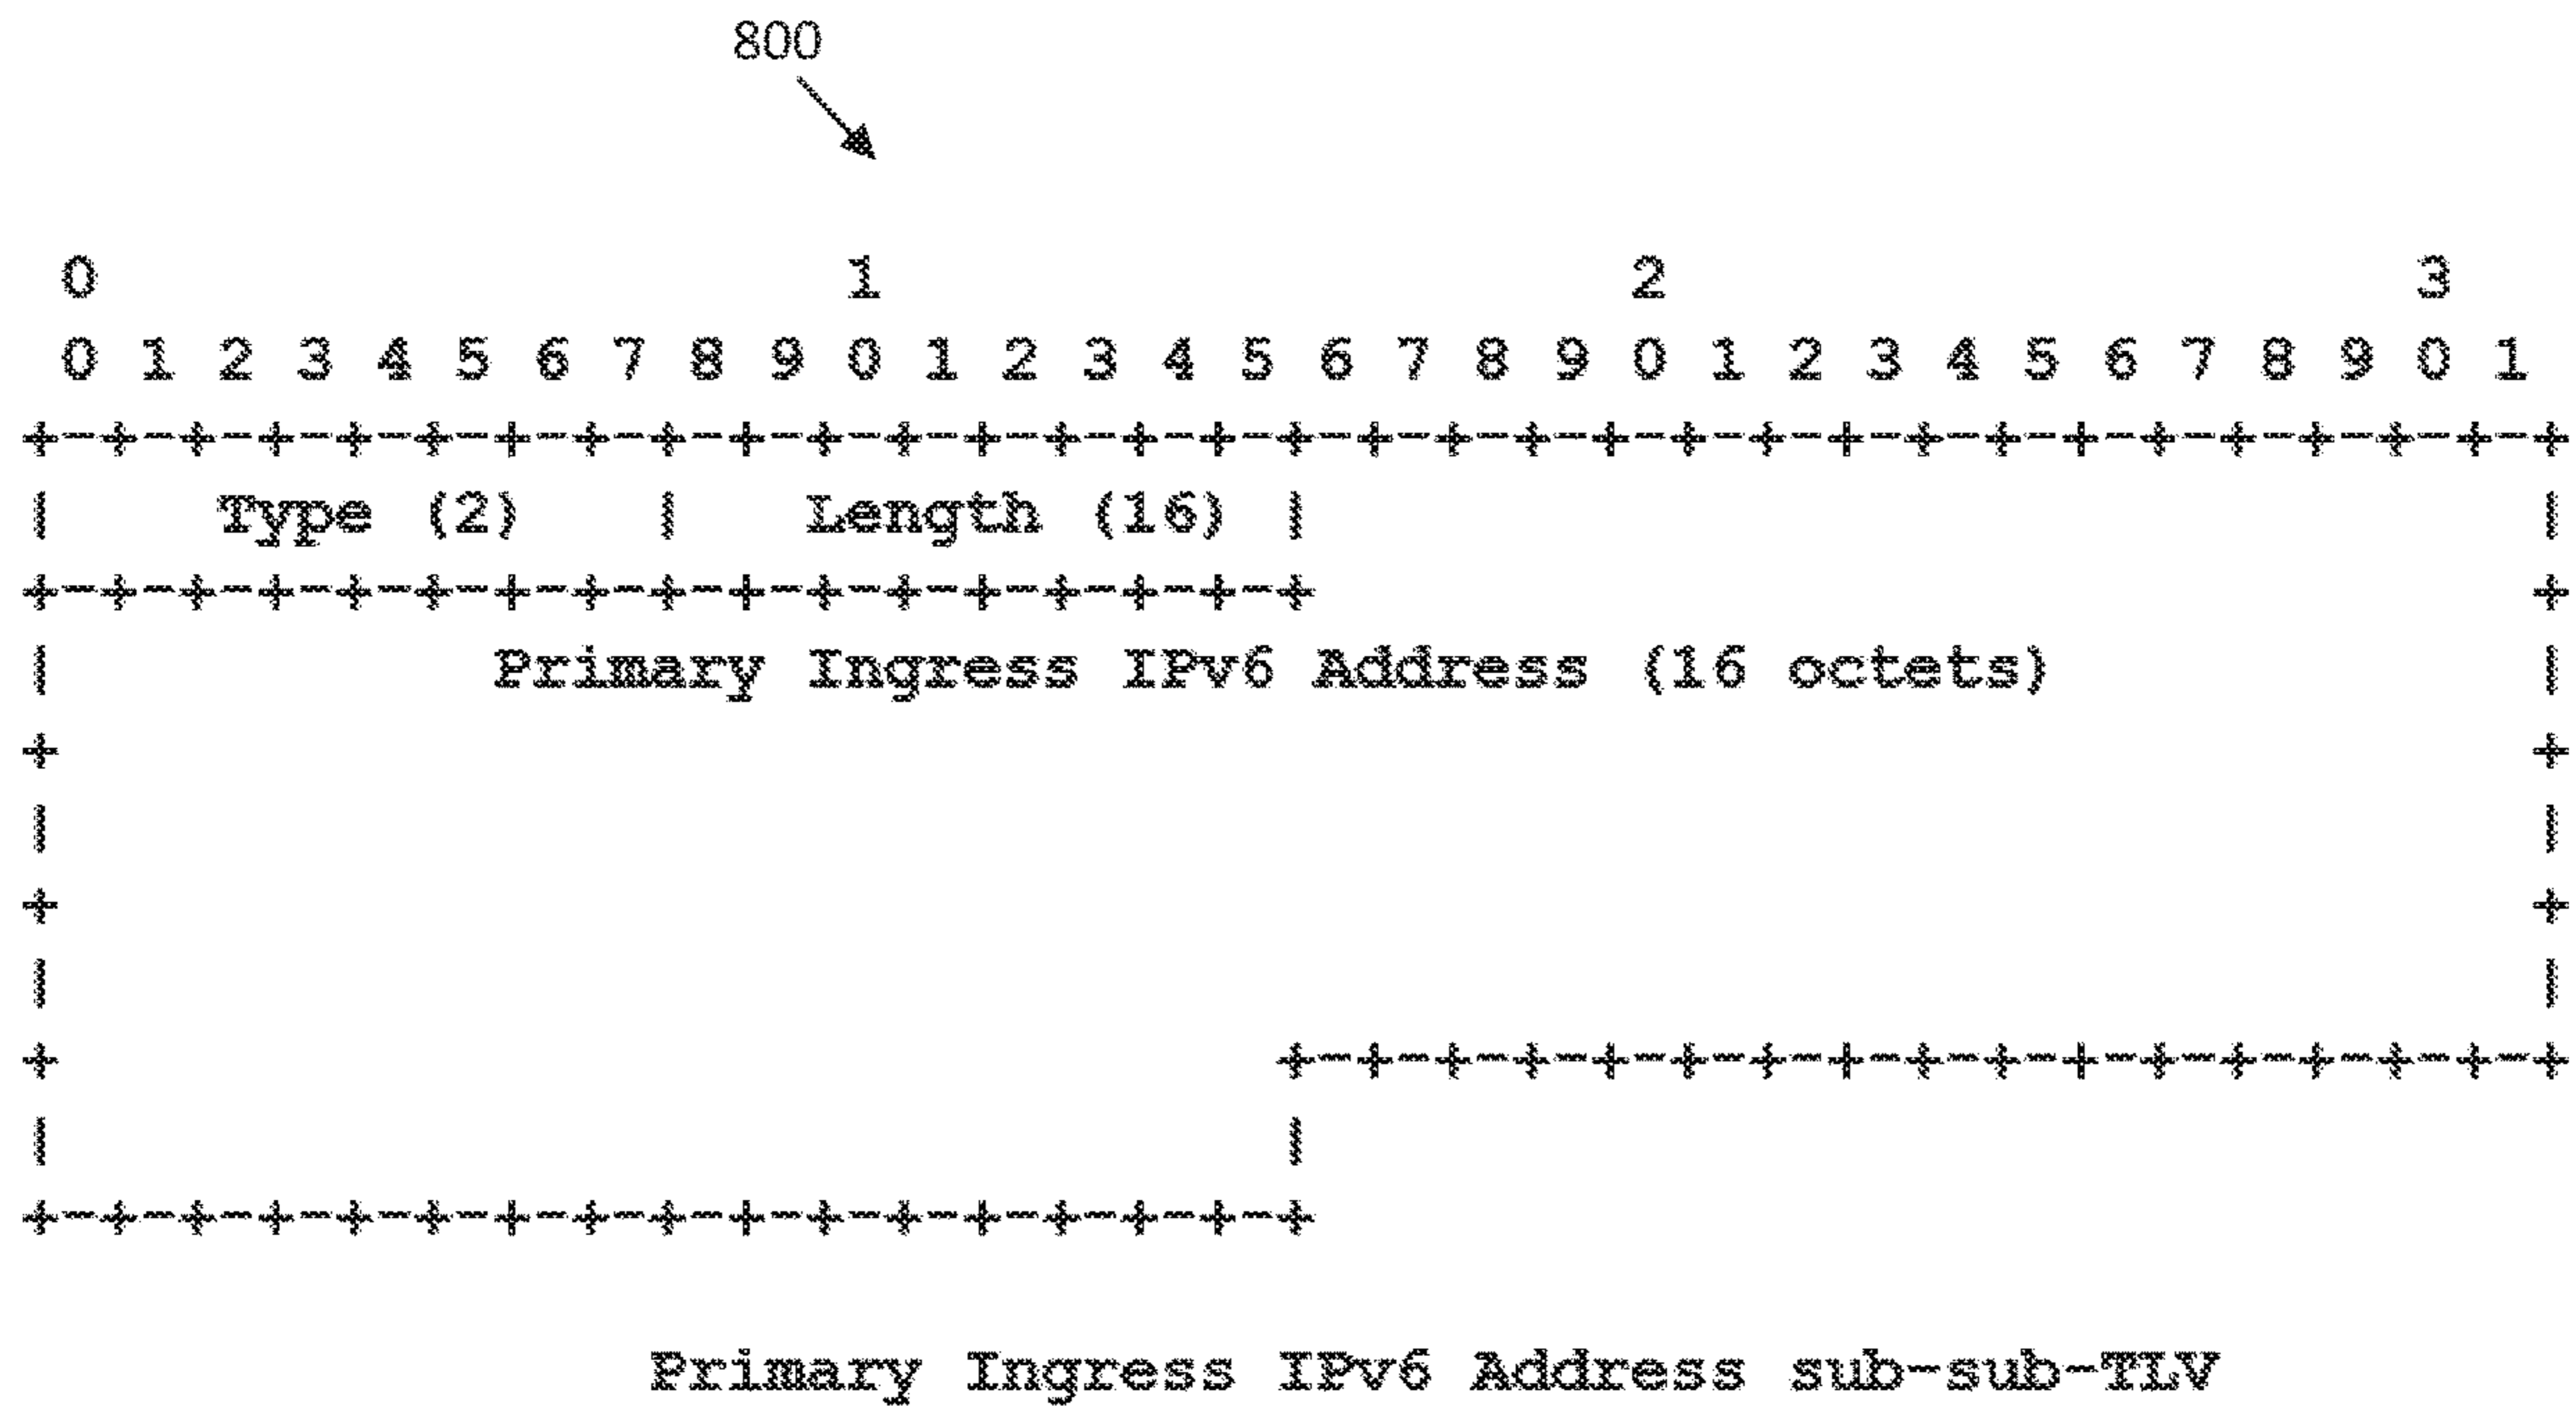 800
0 1 2 3
0 1 2 3 4 5 6 7 8 9 0 1 2 3 4 5 6 7 8 9 0 1 2 3 4 5 6 7 8 9 0 1
+-+-+-+-+-+-+-+-+-+-+-+-+-+-+-+-+-+-+-+-+-+-+-+-+-+-+-+-+-+-+-+-+
| Type (2) | Length (16) | |
+-+-+-+-+-+-+-+-+-+-+-+-+-+-+-+-+ +
| Primary Ingress IPv6 Address (16 octets) |
+ +
| |
+ +
| |
+ +-+-+-+-+-+-+-+-+-+-+-+-+-+-+-+-+
| |
+-+-+-+-+-+-+-+-+-+-+-+-+-+-+-+-+
Primary Ingress IPv6 Address sub-sub-TLV